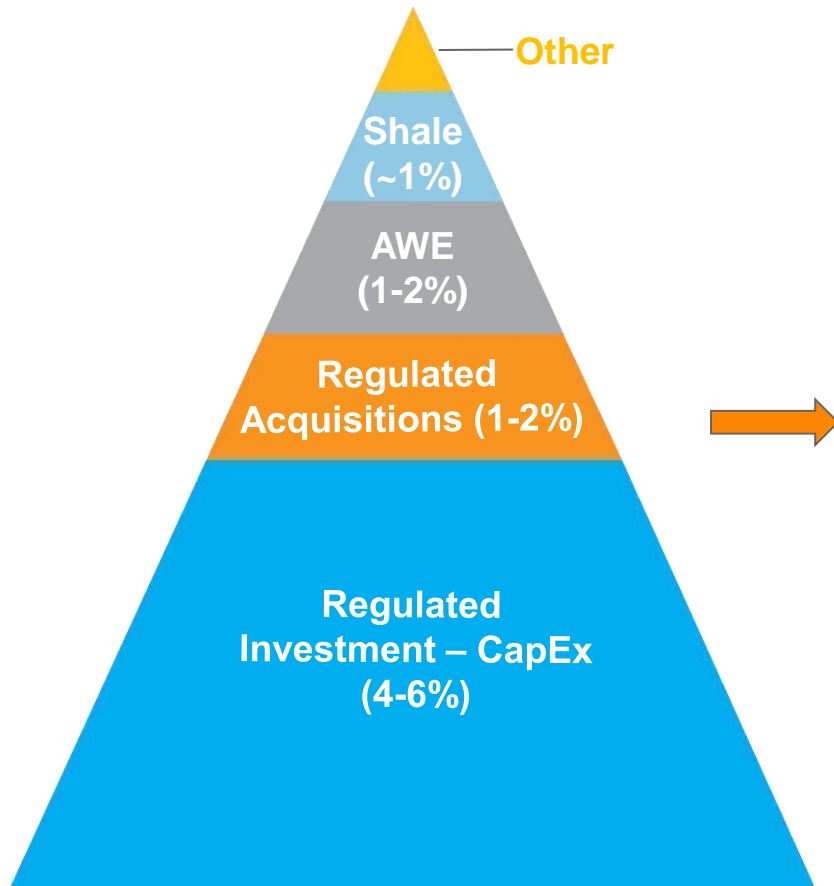 Other
Shale
(~1%)
AWE
(1-2%)
Regulated
Acquisitions (1-2%)
Regulated
Investment – CapEx
(4-6%)